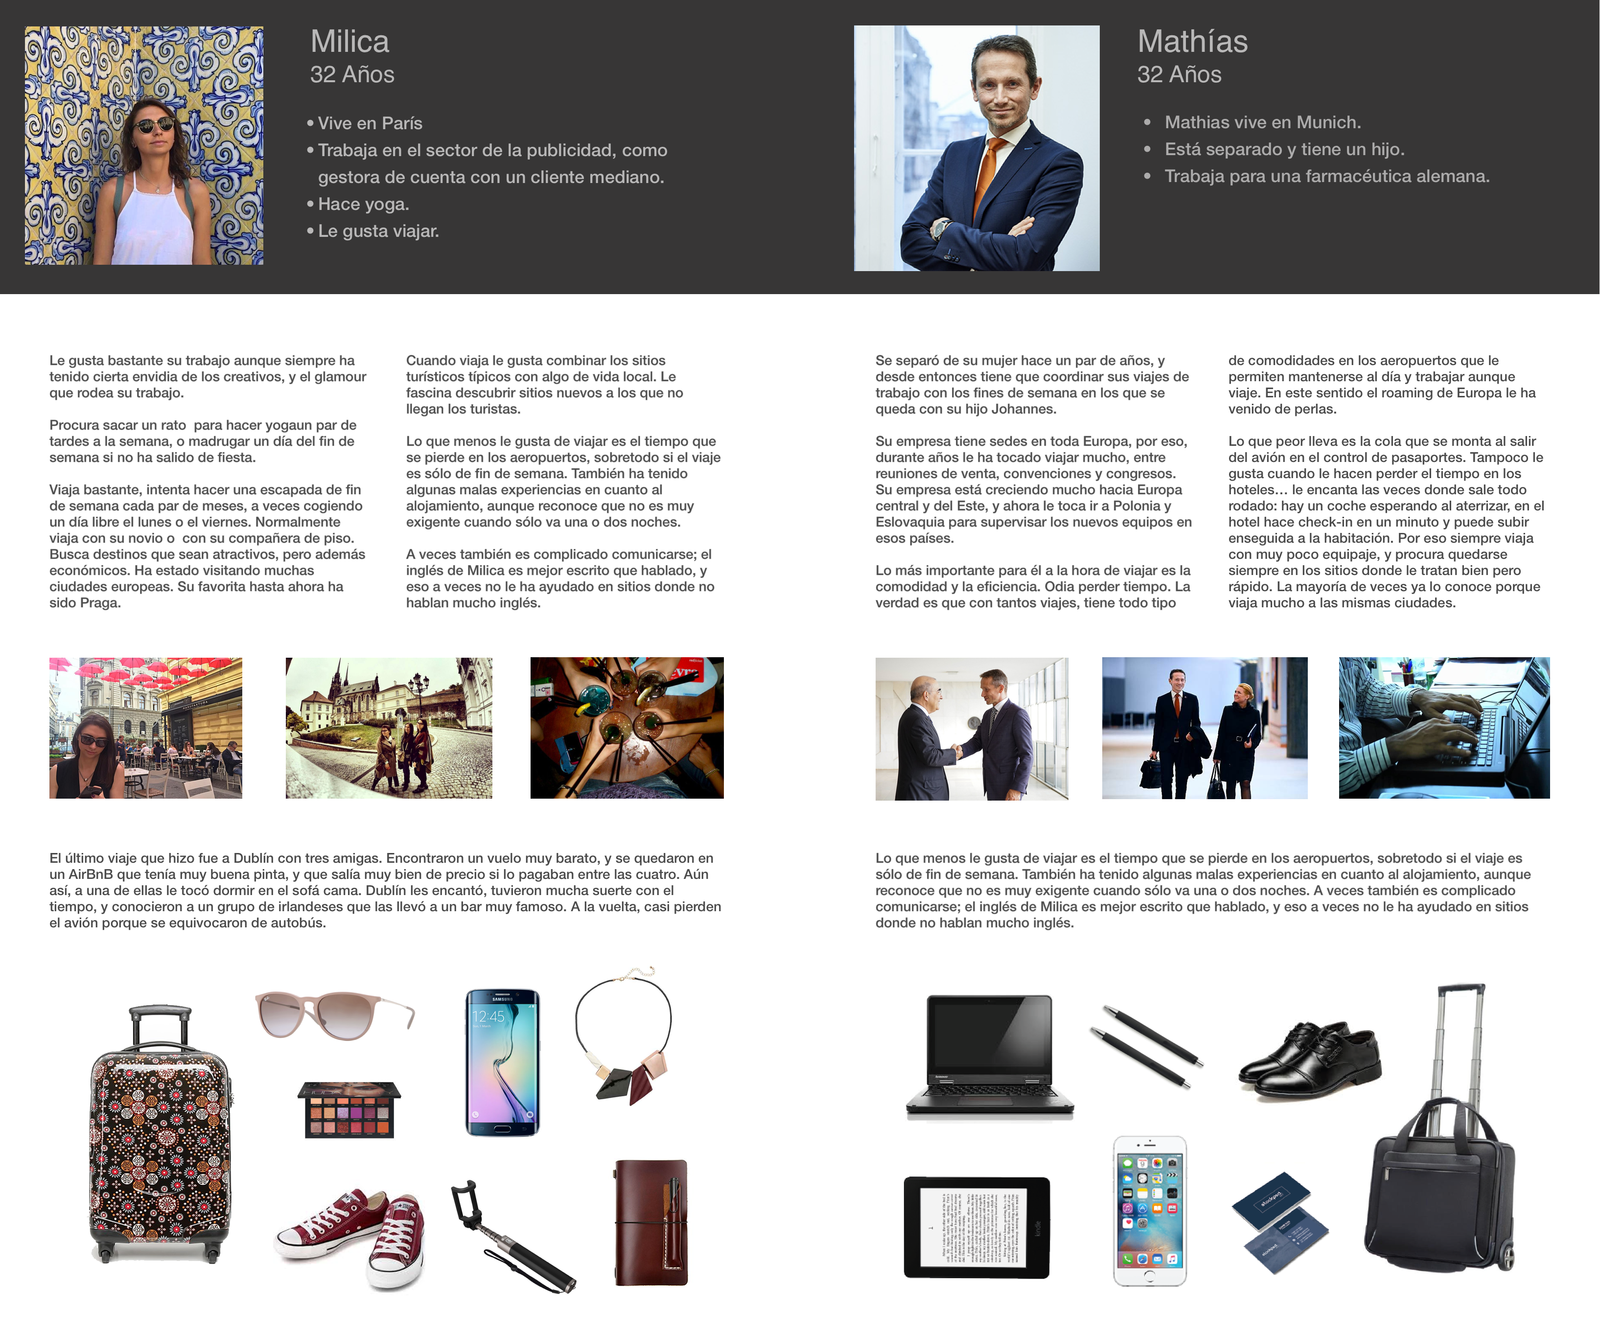 Milica
32 Años
• Vive en París
• Trabaja en el sector de la publicidad, como
gestora de cuenta con un cliente mediano.
• Hace yoga.
• Le gusta viajar.
Le gusta bastante su trabajo aunque siempre ha
tenido cierta envidia de los creativos, y el glamour
que rodea su trabajo.
Procura sacar un rato  para hacer yogaun par de
tardes a la semana, o madrugar un día del fin de
semana si no ha salido de fiesta.
Viaja bastante, intenta hacer una escapada de fin
de semana cada par de meses, a veces cogiendo
un día libre el lunes o el viernes. Normalmente
viaja con su novio o  con su compañera de piso.
Busca destinos que sean atractivos, pero además
económicos. Ha estado visitando muchas
ciudades europeas. Su favorita hasta ahora ha
sido Praga.
Cuando viaja le gusta combinar los sitios
turísticos típicos con algo de vida local. Le
fascina descubrir sitios nuevos a los que no
llegan los turistas.
Lo que menos le gusta de viajar es el tiempo que
se pierde en los aeropuertos, sobretodo si el viaje
es sólo de fin de semana. También ha tenido
algunas malas experiencias en cuanto al
alojamiento, aunque reconoce que no es muy
exigente cuando sólo va una o dos noches.
A veces también es complicado comunicarse; el
inglés de Milica es mejor escrito que hablado, y
eso a veces no le ha ayudado en sitios donde no
hablan mucho inglés.
El último viaje que hizo fue a Dublín con tres amigas. Encontraron un vuelo muy barato, y se quedaron en
un AirBnB que tenía muy buena pinta, y que salía muy bien de precio si lo pagaban entre las cuatro. Aún
así, a una de ellas le tocó dormir en el sofá cama. Dublín les encantó, tuvieron mucha suerte con el
tiempo, y conocieron a un grupo de irlandeses que las llevó a un bar muy famoso. A la vuelta, casi pierden
el avión porque se equivocaron de autobús.
SAMSUNG
12:45
Mathías
32 Años
• Mathias vive en Munich.
• Está separado y tiene un hijo.
• Trabaja para una farmacéutica alemana.
Se separó de su mujer hace un par de años, y
desde entonces tiene que coordinar sus viajes de
trabajo con los fines de semana en los que se
queda con su hijo Johannes.
Su empresa tiene sedes en toda Europa, por eso,
durante años le ha tocado viajar mucho, entre
reuniones de venta, convenciones y congresos.
Su empresa está creciendo mucho hacia Europa
central y del Este, y ahora le toca ir a Polonia y
Eslovaquia para supervisar los nuevos equipos en
esos países.
Lo más importante para él a la hora de viajar es la
comodidad y la eficiencia. Odia perder tiempo. La
verdad es que con tantos viajes, tiene todo tipo
de comodidades en los aeropuertos que le
permiten mantenerse al día y trabajar aunque
viaje. En este sentido el roaming de Europa le ha
venido de perlas.
Lo que peor lleva es la cola que se monta al salir
del avión en el control de pasaportes. Tampoco le
gusta cuando le hacen perder el tiempo en los
hoteles… le encanta las veces donde sale todo
rodado: hay un coche esperando al aterrizar, en el
hotel hace check-in en un minuto y puede subir
enseguida a la habitación. Por eso siempre viaja
con muy poco equipaje, y procura quedarse
siempre en los sitios donde le tratan bien pero
rápido. La mayoría de veces ya lo conoce porque
viaja mucho a las mismas ciudades.
Lo que menos le gusta de viajar es el tiempo que se pierde en los aeropuertos, sobretodo si el viaje es
sólo de fin de semana. También ha tenido algunas malas experiencias en cuanto al alojamiento, aunque
reconoce que no es muy exigente cuando sólo va una o dos noches. A veces también es complicado
comunicarse; el inglés de Milica es mejor escrito que hablado, y eso a veces no le ha ayudado en sitios
donde no hablan mucho inglés.
kindle